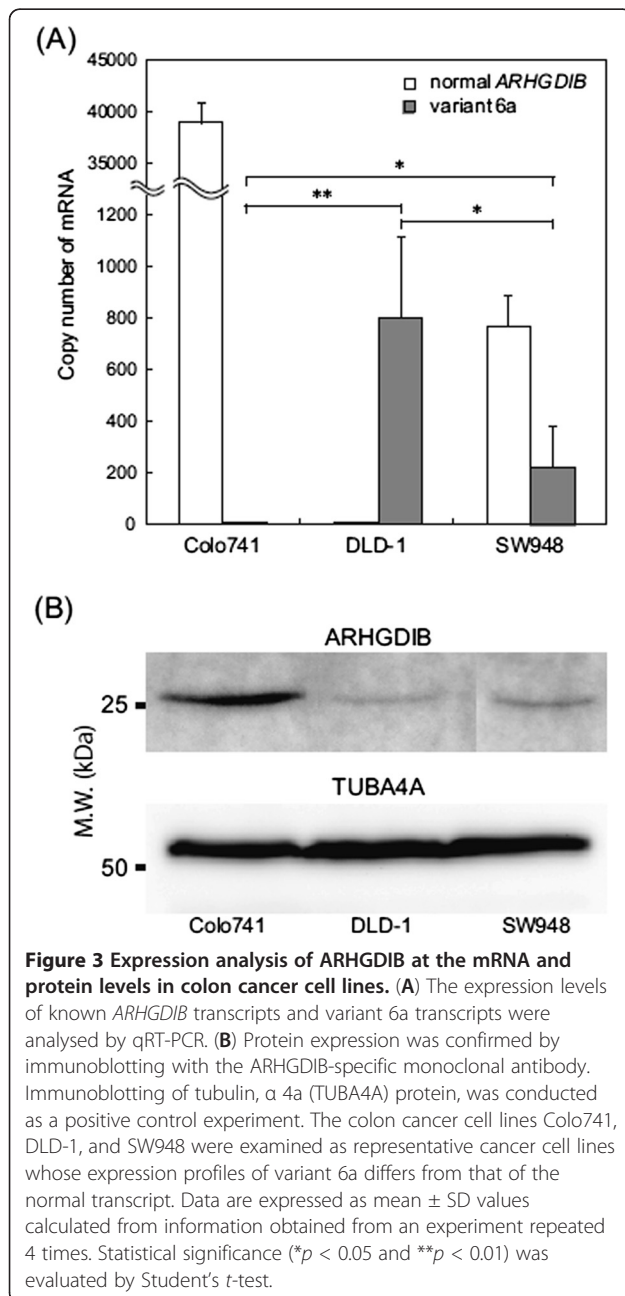 (A)
45000
normal ARHGDIB
variant 6a
40000
35000
*
**
*
1200
1000
800
600
400
200
0
Copy number of mRNA
Colo741 DLD-1 SW948
(B)
ARHGDIB
25
TUBA4A
50
M.W. (kDa)
Colo741 DLD-1 SW948
Figure 3 Expression analysis of ARHGDIB at the mRNA and
protein levels in colon cancer cell lines. (A) The expression levels
of known ARHGDIB transcripts and variant 6a transcripts were
analysed by qRT-PCR. (B) Protein expression was confirmed by
immunoblotting with the ARHGDIB-specific monoclonal antibody.
Immunoblotting of tubulin, α 4a (TUBA4A) protein, was conducted
as a positive control experiment. The colon cancer cell lines Colo741,
DLD-1, and SW948 were examined as representative cancer cell lines
whose expression profiles of variant 6a differs from that of the
normal transcript. Data are expressed as mean ± SD values
calculated from information obtained from an experiment repeated
4 times. Statistical significance (*p < 0.05 and **p < 0.01) was
evaluated by Student's t-test.